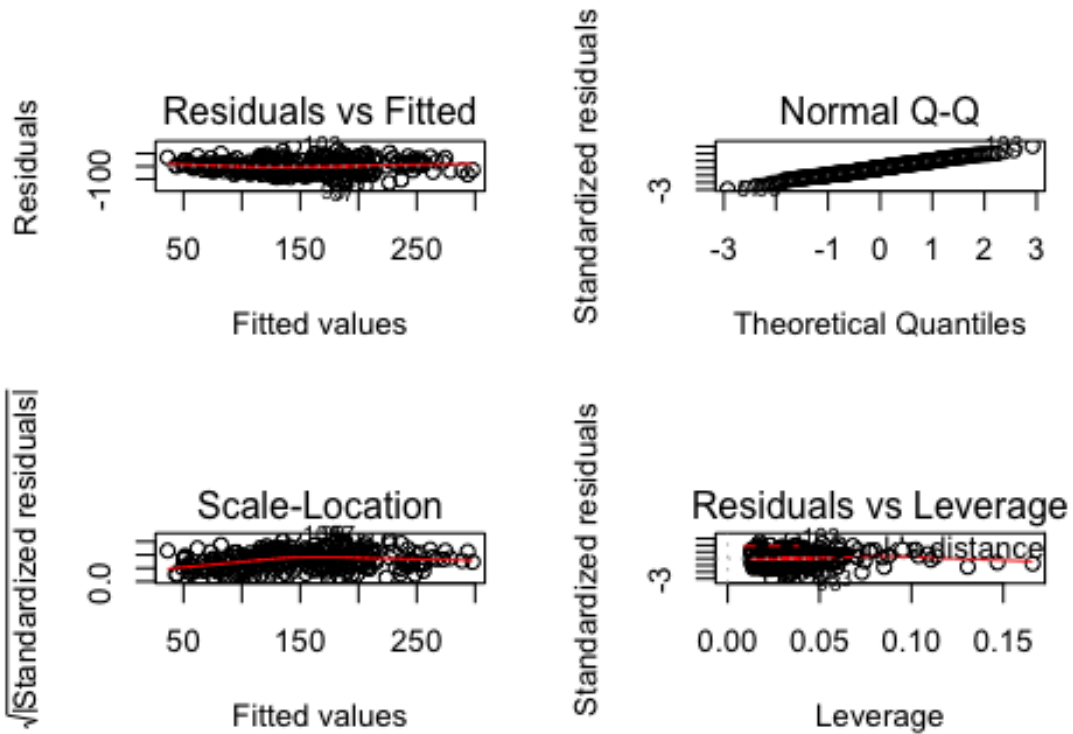 Residuals vs Fitted
Residuals
-100
50 150 250
Fitted values
Normal Q-Q
Standardized residuals
-3
-3 -1 0 1 2 3
Theoretical Quantiles
Scale-Location
√|Standardized residuals|
0.0
50 150 250
Fitted values
Residuals vs Leverage
Standardized residuals
-3
distance
0.00 0.05 0.10 0.15
Leverage